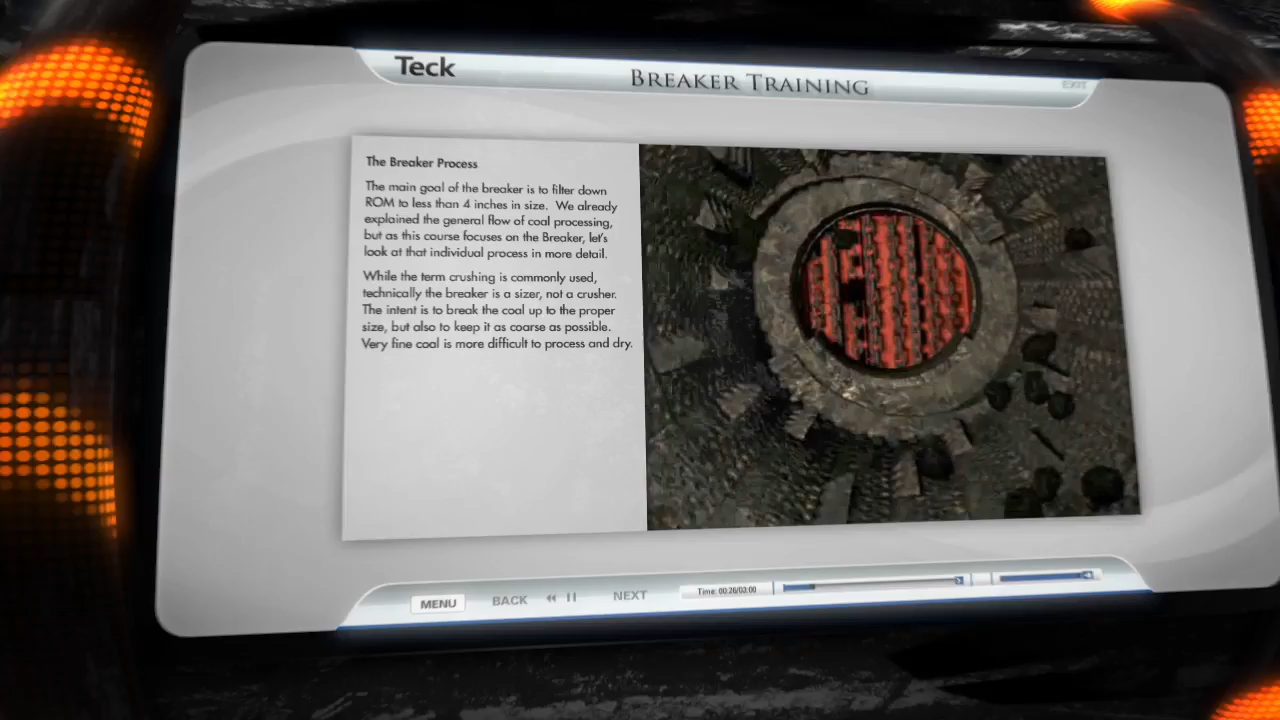 Teck
BREAKER TRAINING
EXIT
The Breaker Process
The main goal of the breaker is to filter down
ROM to less than 4 inches in size. We already
explained the general flow of coal processing,
but as this course focuses on the Breaker, let's
look at that individual process in more detail.
While the term crushing is commonly used,
technically the breaker is a sizer, not a crusher.
The intent is to break the coal up to the proper
size, but also to keep it as coarse as possible.
Very fine coal is more difficult to process and dry.
MENU
BACK
NEXT
Time: 00:26/03:00